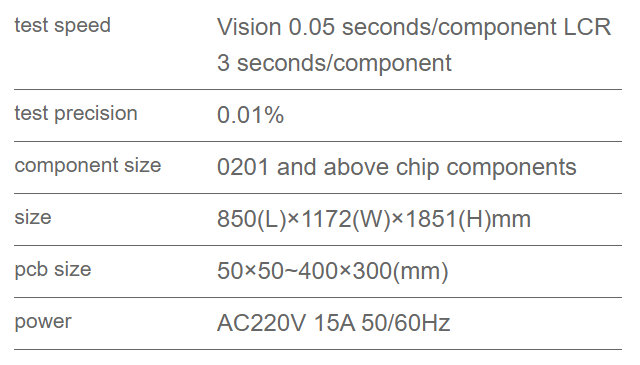 test speed
Vision 0.05 seconds/component LCR
3 seconds/component
test precision
0.01%
component size
0201 and above chip components
size
850(L)×1172(W)×1851(H)mm
pcb size
50×50~400×300(mm)
power
AC220V 15A 50/60Hz